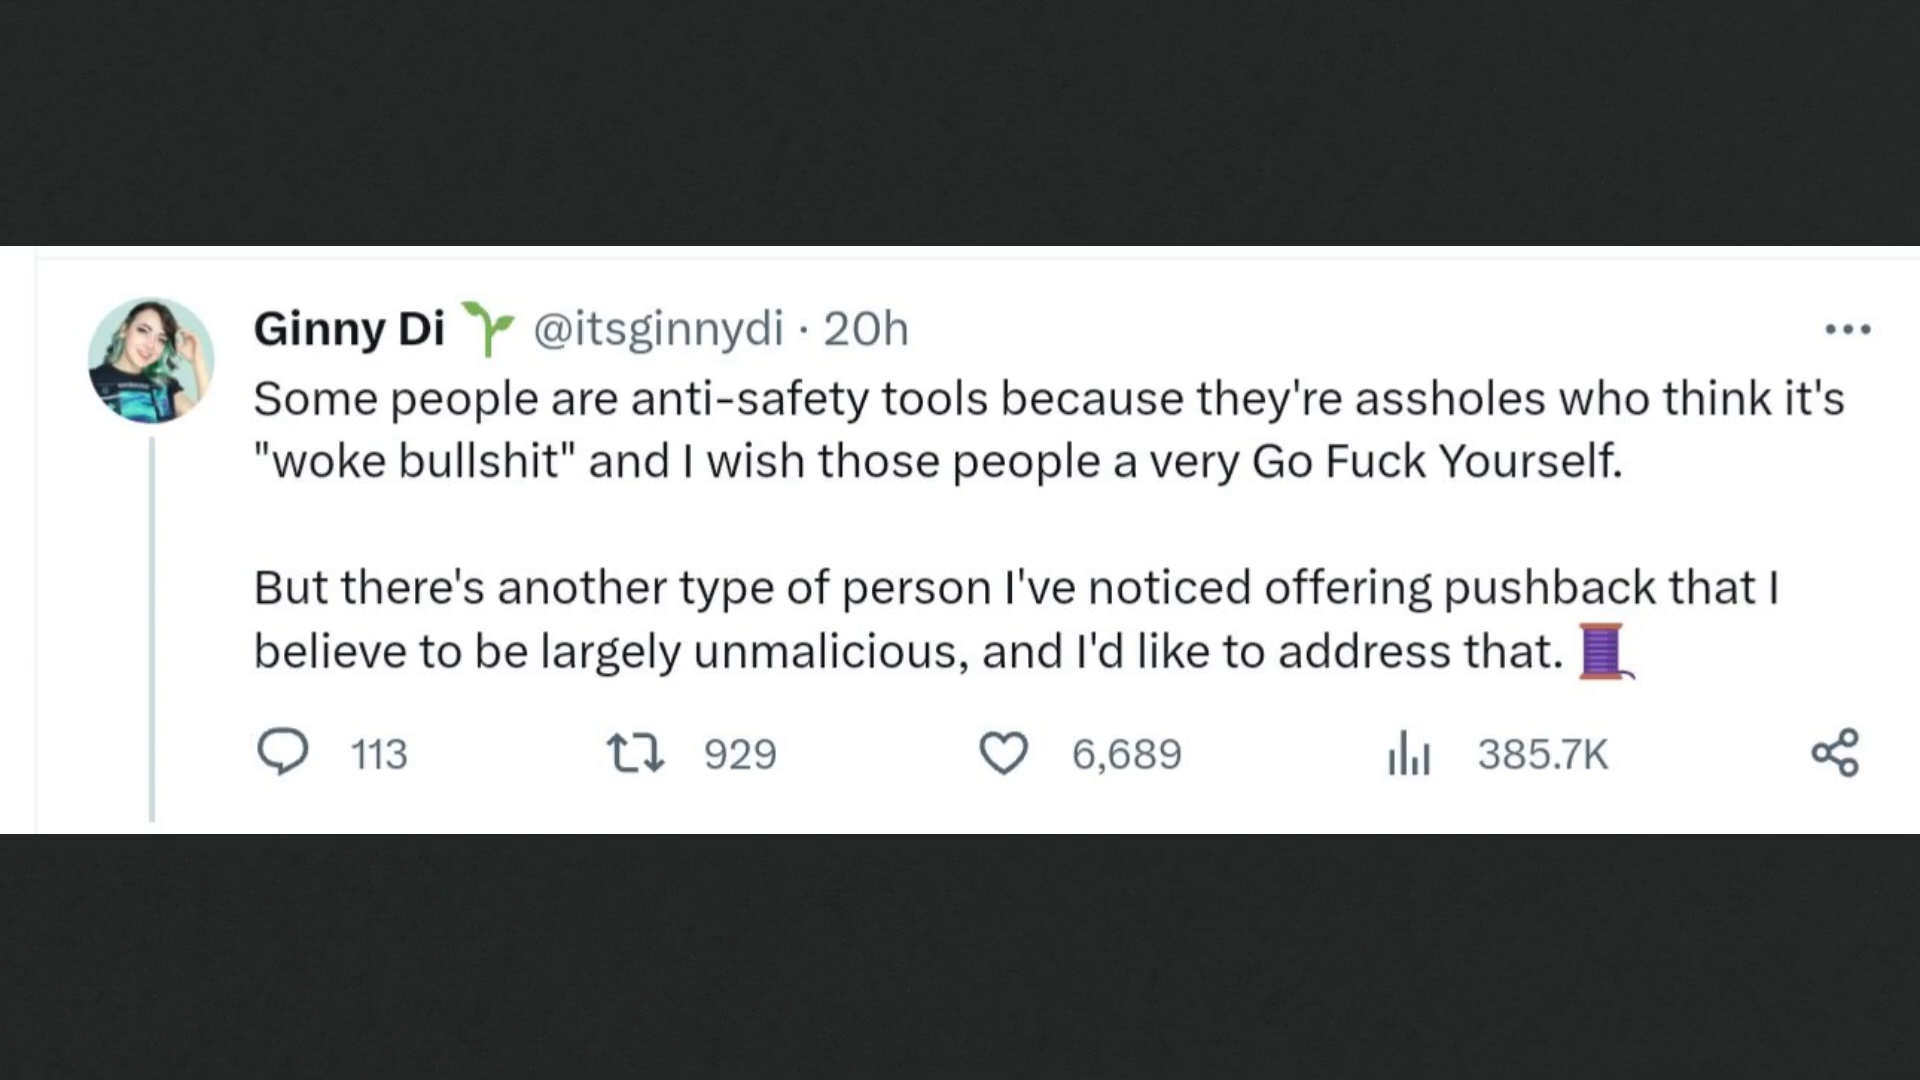 Ginny Di 🌱 @itsginnydi · 20h
Some people are anti-safety tools because they're assholes who think it's
"woke bullshit" and I wish those people a very Go Fuck Yourself.
But there's another type of person I've noticed offering pushback that I
believe to be largely unmalicious, and I'd like to address that. 🧵
113 929 6,689 385.7K